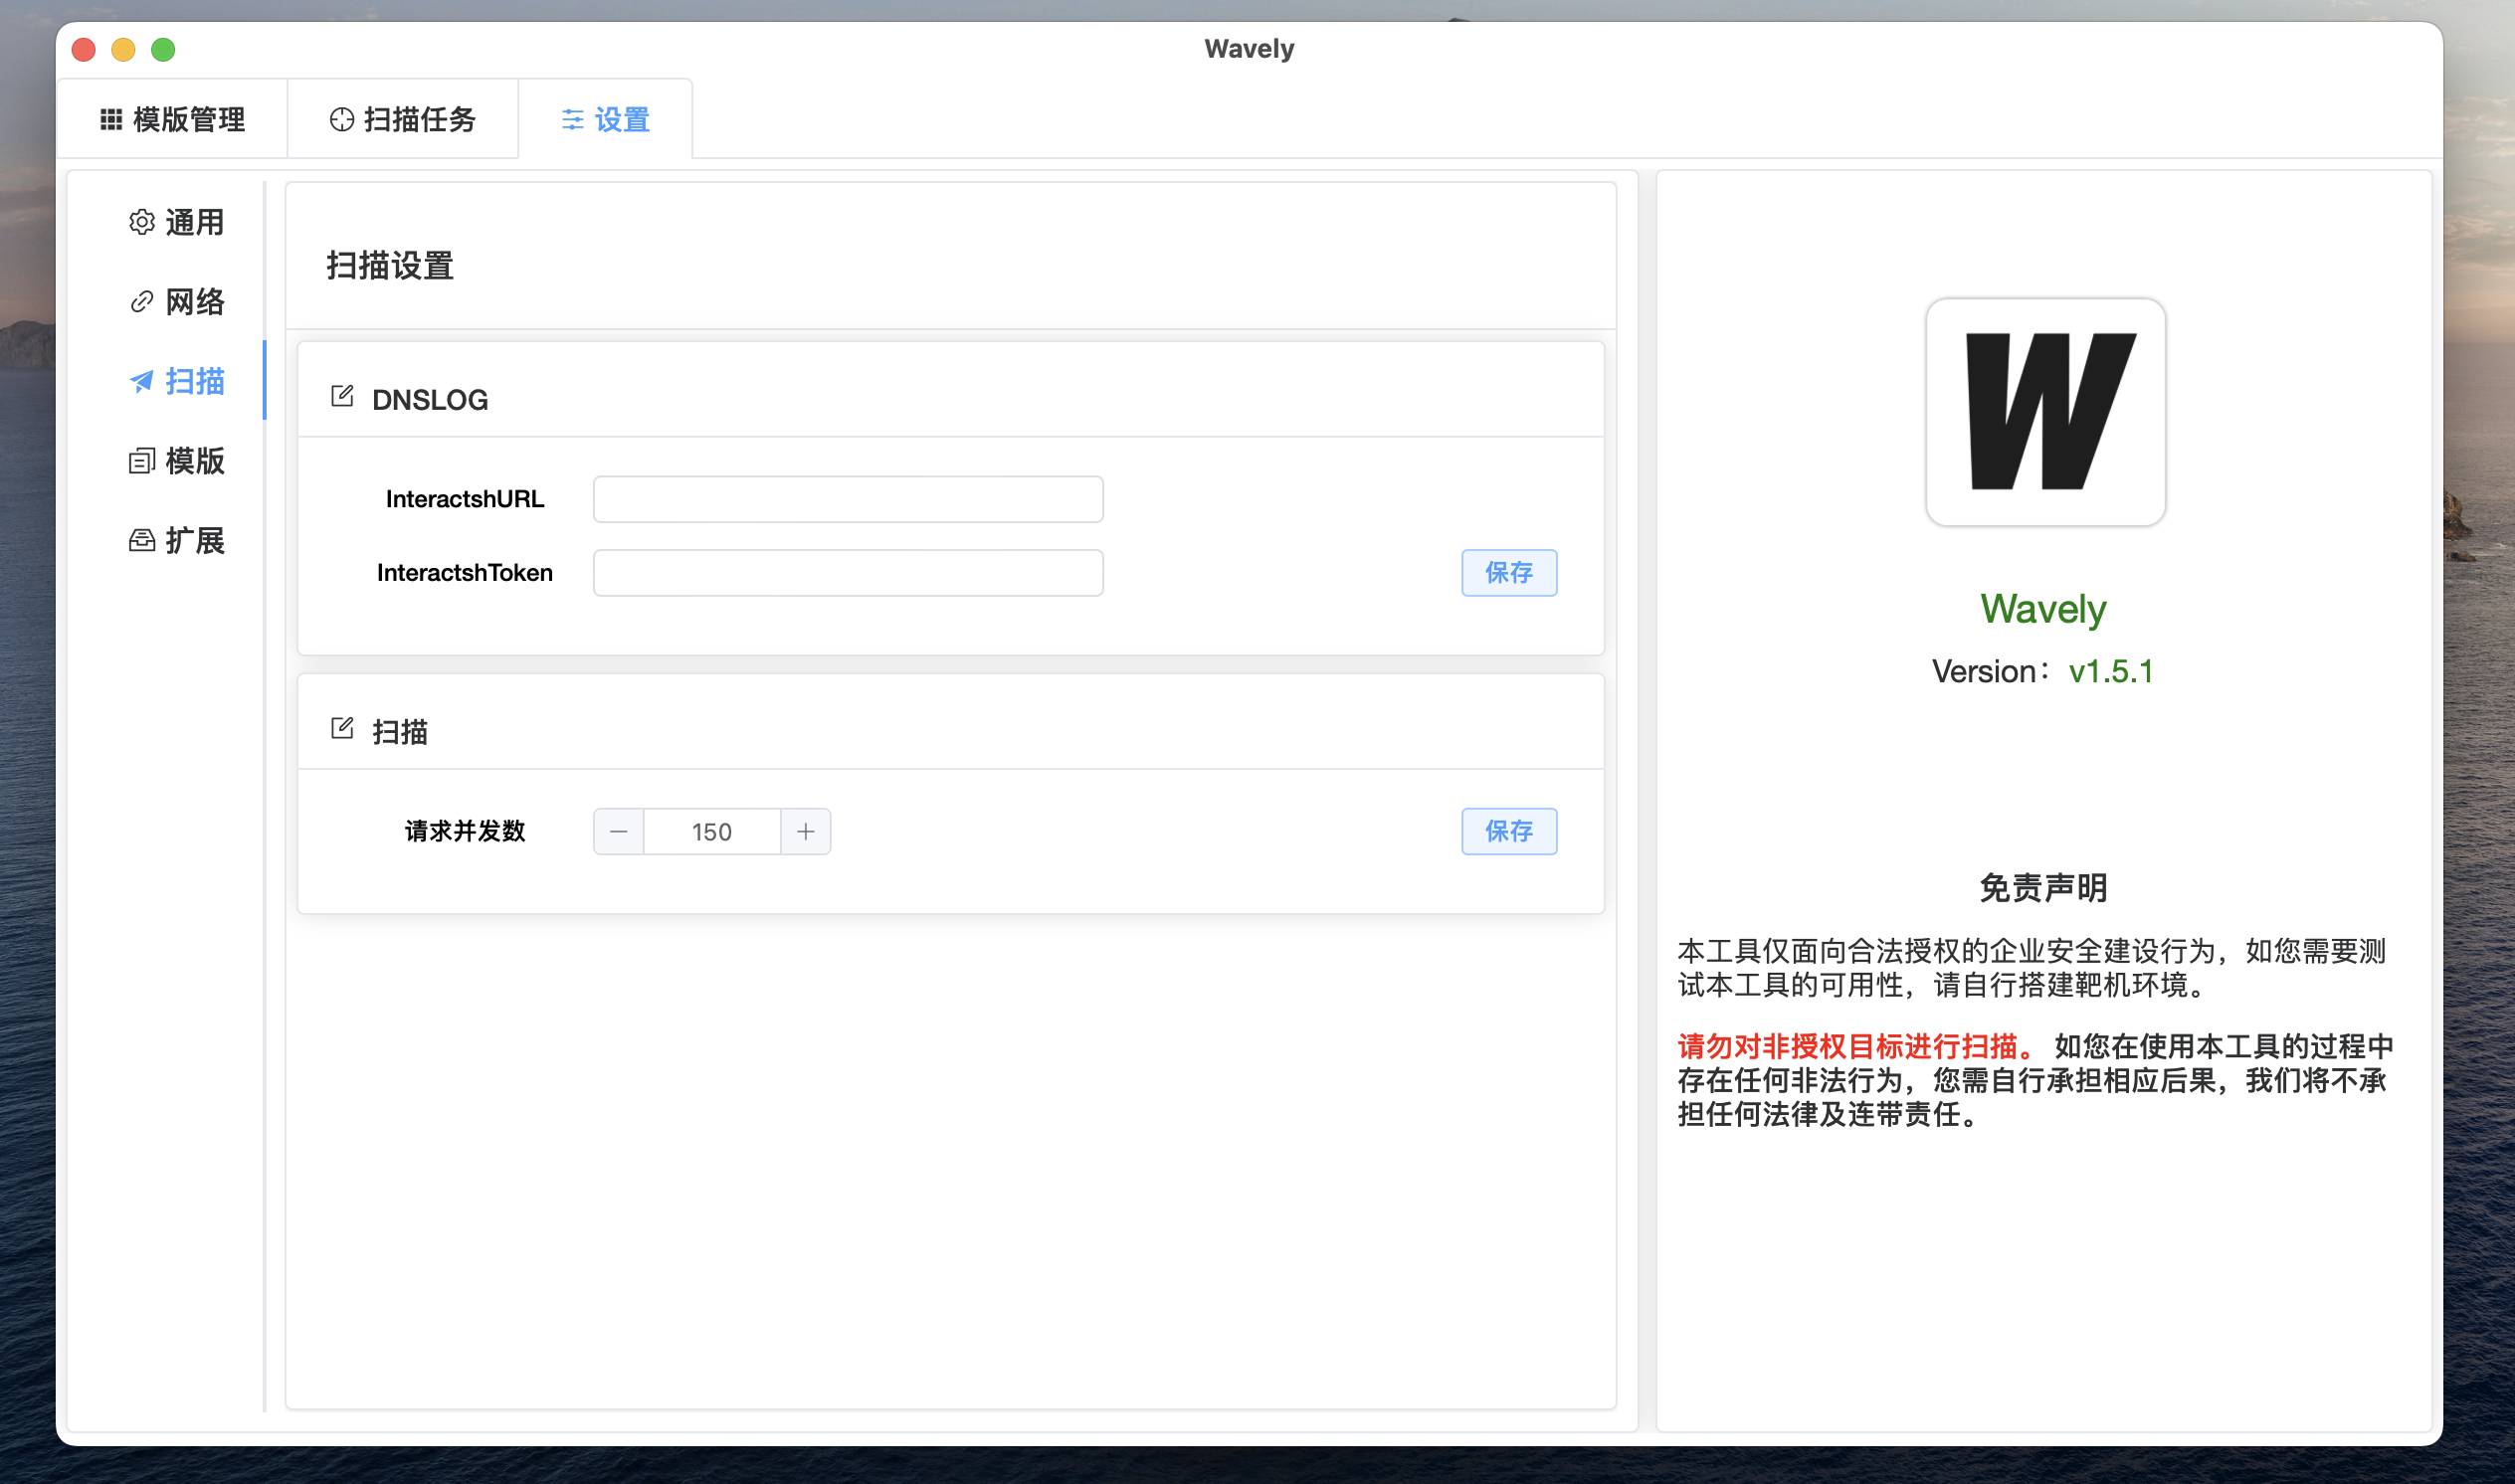 Wavely
模版管理
扫描任务
设置
通用
网络
扫描
模版
扩展
扫描设置
DNSLOG
InteractshURL
InteractshToken
保存
扫描
请求并发数
150
保存
W
Wavely
Version：v1.5.1
免责声明
本工具仅面向合法授权的企业安全建设行为，如您需要测
试本工具的可用性，请自行搭建靶机环境。
请勿对非授权目标进行扫描。如您在使用本工具的过程中
存在任何非法行为，您需自行承担相应后果，我们将不承
担任何法律及连带责任。